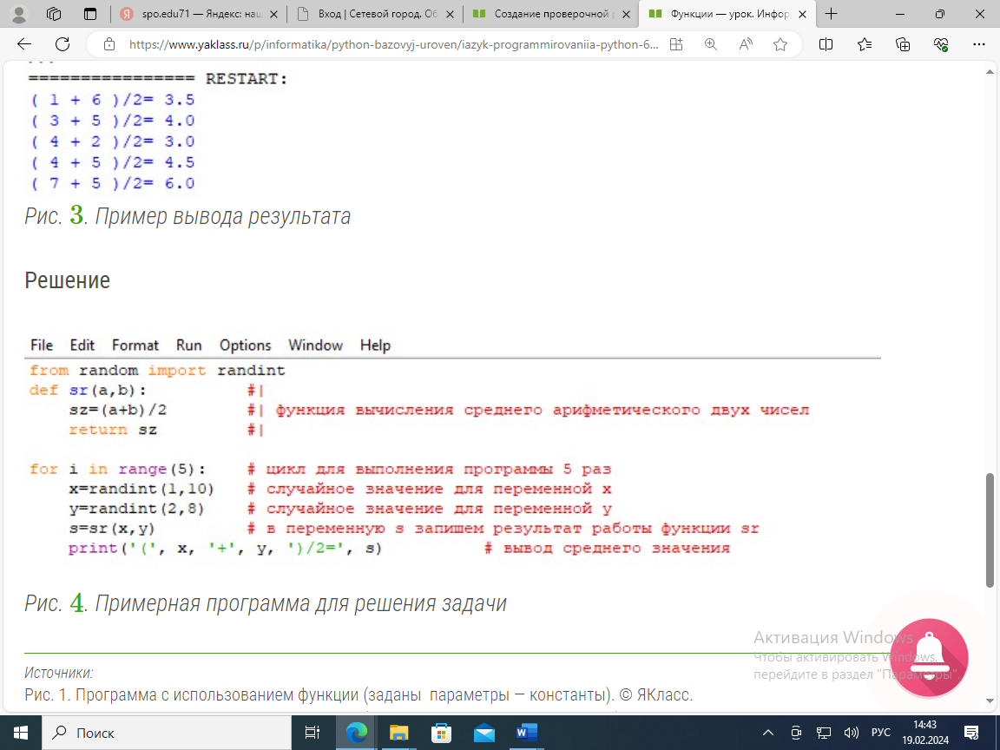 spo.edu71 — Яндекс: наш
Вход | Сетевой город. Об
Создание проверочной р
Функции — урок. Инфор
https://www.yaklass.ru/p/informatika/python-bazovyj-uroven/iazyk-programmirovaniia-python-6...
================ RESTART:
( 1 + 6 )/2= 3.5
( 3 + 5 )/2= 4.0
( 4 + 2 )/2= 3.0
( 4 + 5 )/2= 4.5
( 7 + 5 )/2= 6.0
Рис. 3. Пример вывода результата
Решение
File Edit Format Run Options Window Help
from random import randint
def sr(a,b): #|
sz=(a+b)/2 #| функция вычисления среднего арифметического двух чисел
return sz #|
for i in range(5): # цикл для выполнения программы 5 раз
x=randint(1,10) # случайное значение для переменной x
y=randint(2,8) # случайное значение для переменной y
s=sr(x,y) # в переменную s запишем результат работы функции sr
print('(', x, '+', y, ')/2=', s) # вывод среднего значения
Рис. 4. Примерная программа для решения задачи
Активация Windows
Чтобы активировать Windows,
перейдите в раздел "Параметры".
Источники:
Рис. 1. Программа с использованием функции (заданы параметры — константы). © ЯКласс.
Поиск
РУС
14:43
19.02.2024